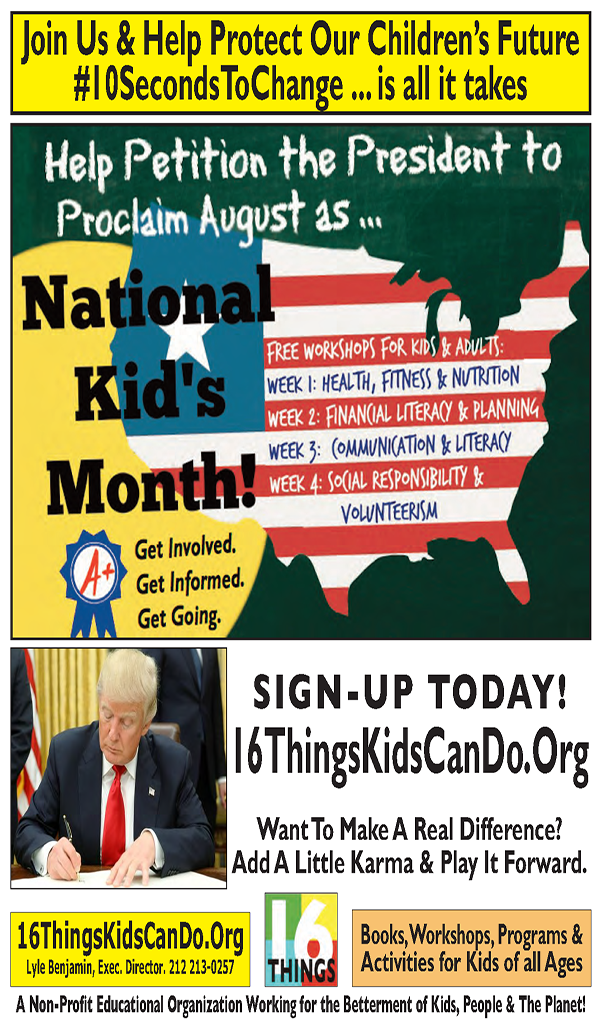 Join Us & Help Protect Our Children's Future
#10SecondsToChange ... is all it takes
Help Petition the President to
Proclaim August as ...
National
Kid's
Month!
FREE WORKSHOPS FOR KIDS & ADULTS:
WEEK 1: HEALTH, FITNESS & NUTRITION
WEEK 2: FINANCIAL LITERACY & PLANNING
WEEK 3: COMMUNICATION & LITERACY
WEEK 4: SOCIAL RESPONSIBILITY &
VOLUNTEERISM
A+
Get Involved.
Get Informed.
Get Going.
SIGN-UP TODAY!
16ThingsKidsCanDo.Org
Want To Make A Real Difference?
Add A Little Karma & Play It Forward.
16ThingsKidsCanDo.Org
Lyle Benjamin, Exec. Director. 212 213-0257
16
THINGS
Books, Workshops, Programs &
Activities for Kids of all Ages
A Non-Profit Educational Organization Working for the Betterment of Kids, People & The Planet!